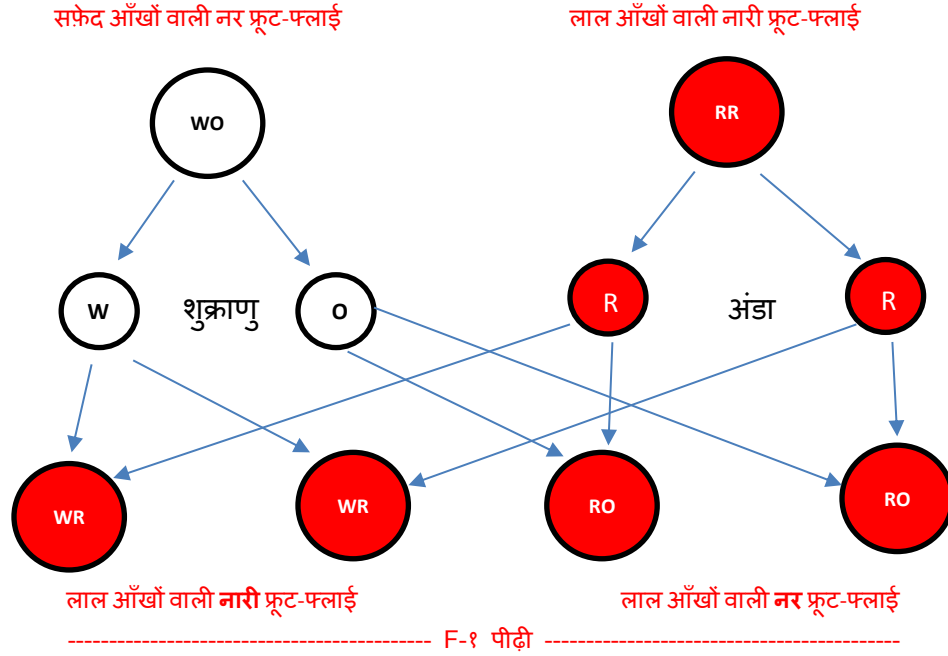 सफ़ेद आँखों वाली नर फ्रूट-फ्लाई
लाल आँखों वाली नारी फ्रूट-फ्लाई
WO
RR
W
शुक्राणु
O
R
अंडा
R
WR
WR
RO
RO
लाल आँखों वाली नारी फ्रूट-फ्लाई
लाल आँखों वाली नर फ्रूट-फ्लाई
-------------------------------------------- F-१ पीढ़ी -------------------------------------------